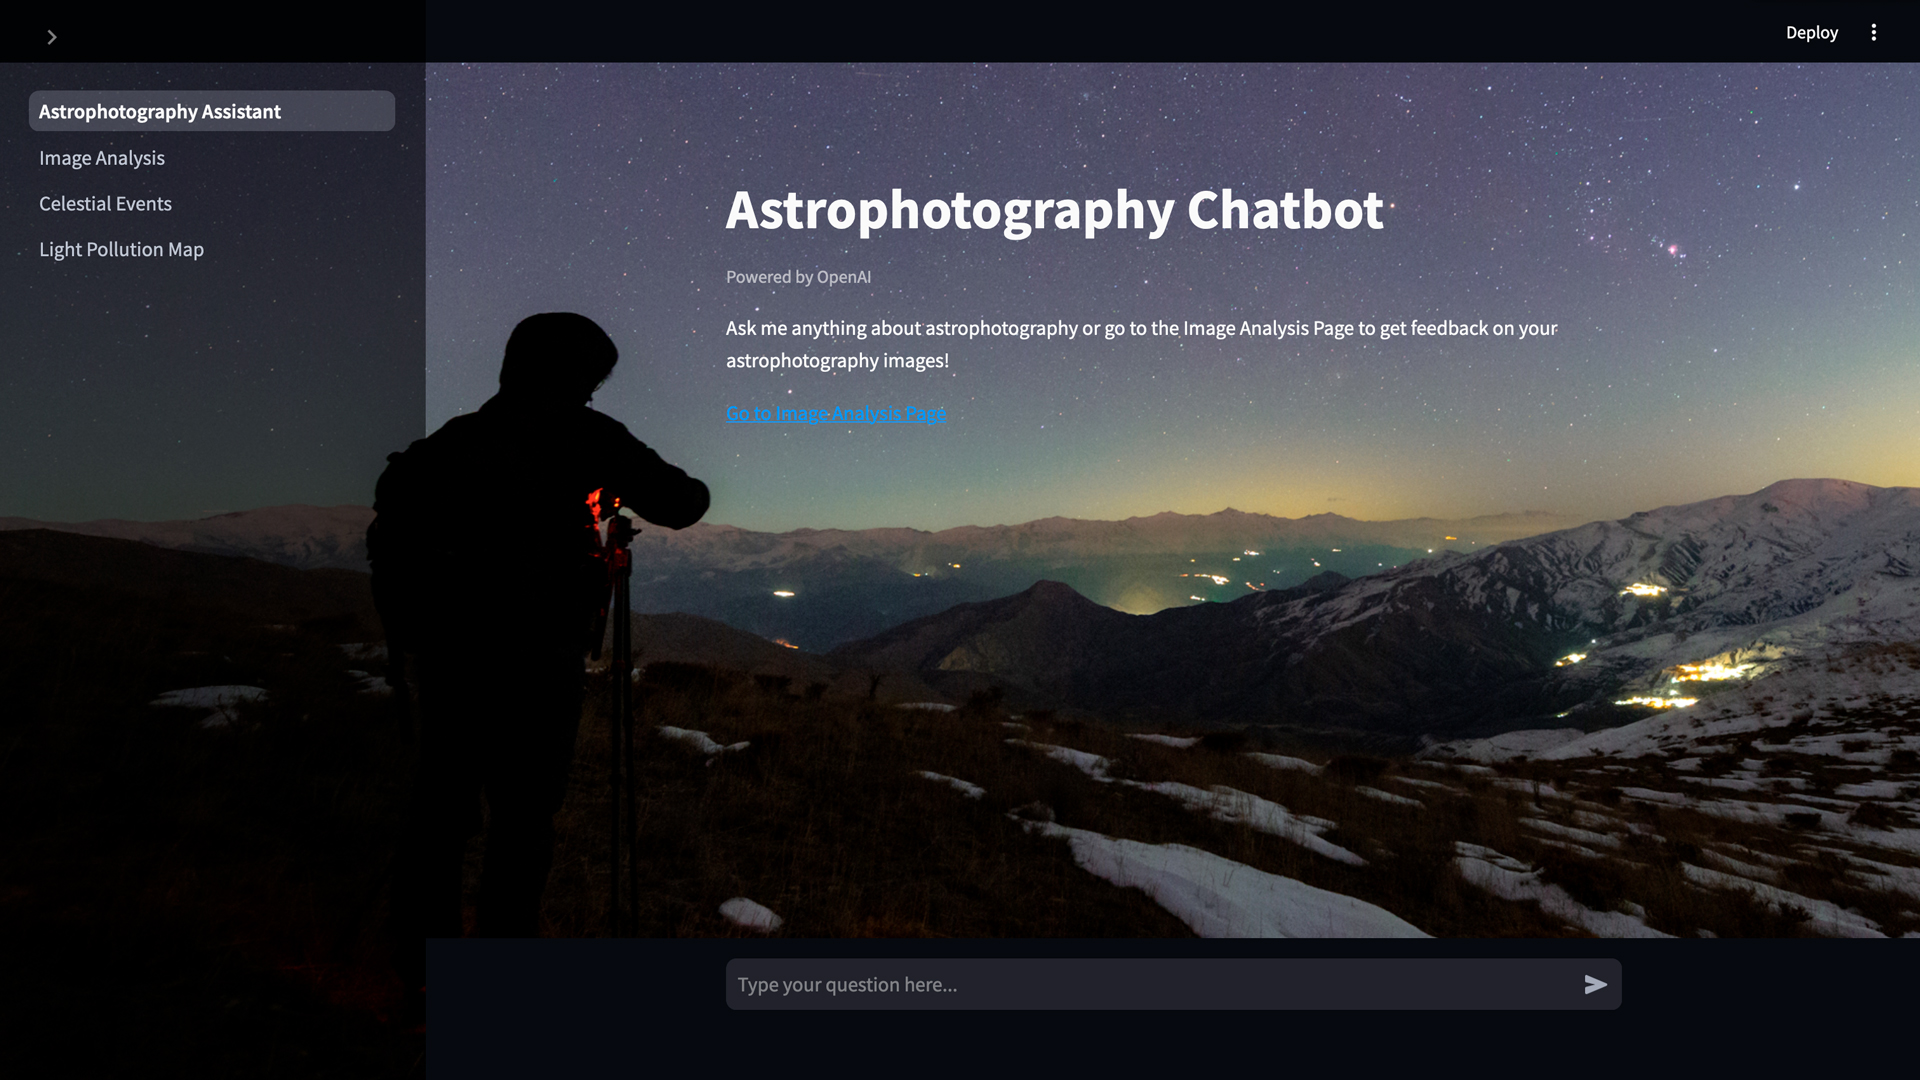 Deploy
Astrophotography Assistant
Image Analysis
Celestial Events
Light Pollution Map
Astrophotography Chatbot
Powered by OpenAI
Ask me anything about astrophotography or go to the Image Analysis Page to get feedback on your
astrophotography images!
Go to Image Analysis Page
Type your question here...